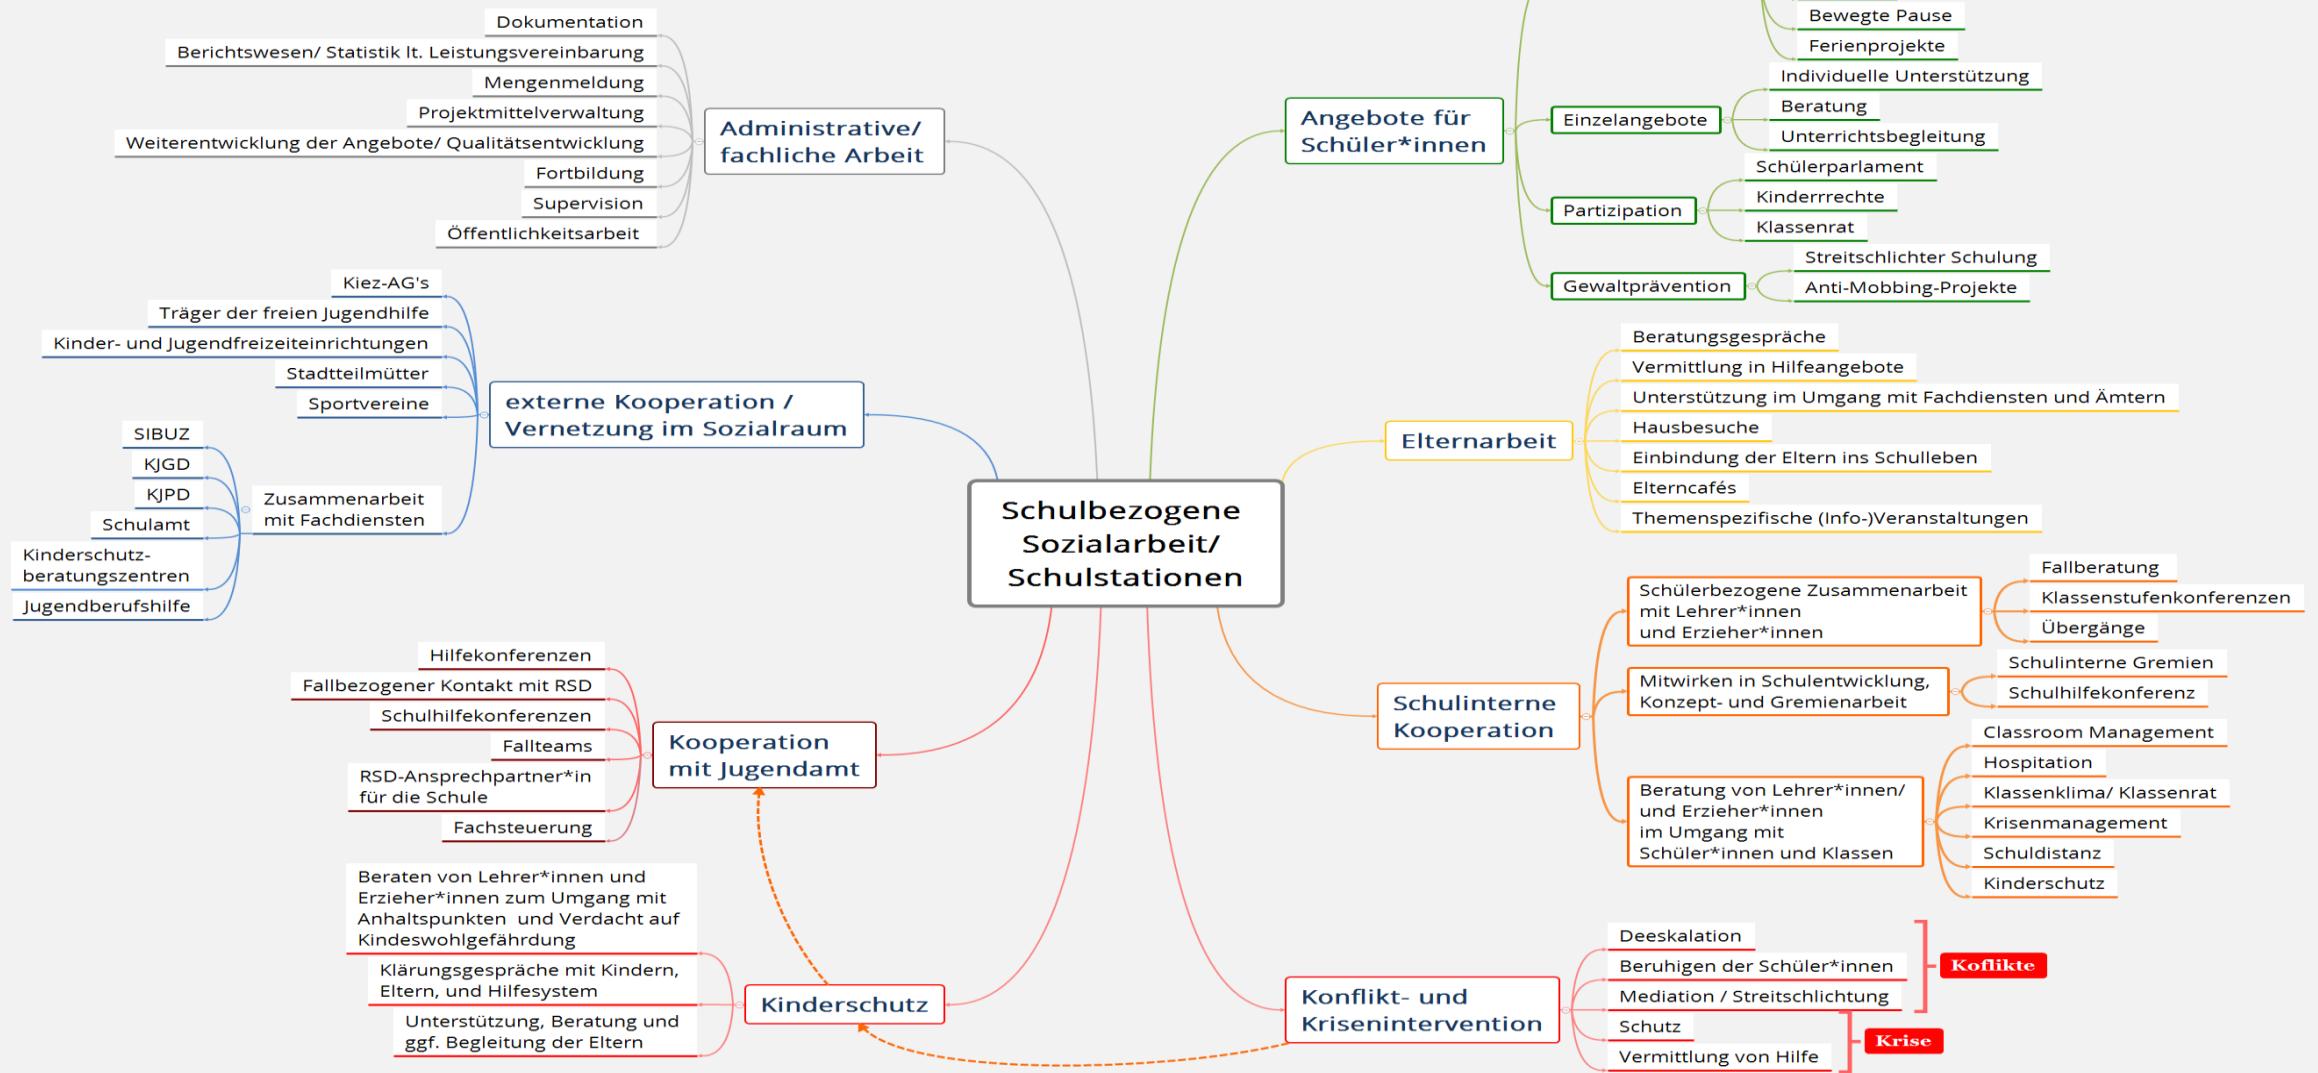 Dokumentation
Berichtswesen/ Statistik lt. Leistungsvereinbarung
Mengenmeldung
Projektmittelverwaltung
Weiterentwicklung der Angebote/ Qualitätsentwicklung
Fortbildung
Supervision
Öffentlichkeitsarbeit
Administrative/
fachliche Arbeit
Kiez-AG's
Träger der freien Jugendhilfe
Kinder- und Jugendfreizeiteinrichtungen
Stadtteilmütter
Sportvereine
SIBUZ
KJGD
KJPD
Schulamt
Kinderschutz-
beratungszentren
Jugendberufshilfe
Zusammenarbeit
mit Fachdiensten
externe Kooperation /
Vernetzung im Sozialraum
Hilfekonferenzen
Fallbezogener Kontakt mit RSD
Schulhilfekonferenzen
Fallteams
RSD-Ansprechpartner*in
für die Schule
Fachsteuerung
Kooperation
mit Jugendamt
Beraten von Lehrer*innen und
Erzieher*innen zum Umgang mit
Anhaltspunkten und Verdacht auf
Kindeswohlgefährdung
Klärungsgespräche mit Kindern,
Eltern, und Hilfesystem
Unterstützung, Beratung und
ggf. Begleitung der Eltern
Kinderschutz
Schulbezogene
Sozialarbeit/
Schulstationen
Angebote für
Schüler*innen
Bewegte Pause
Ferienprojekte
Einzelangebote
Individuelle Unterstützung
Beratung
Unterrichtsbegleitung
Partizipation
Schülerparlament
Kinderrrechte
Klassenrat
Gewaltprävention
Streitschlichter Schulung
Anti-Mobbing-Projekte
Elternarbeit
Beratungsgespräche
Vermittlung in Hilfeangebote
Unterstützung im Umgang mit Fachdiensten und Ämtern
Hausbesuche
Einbindung der Eltern ins Schulleben
Elterncafés
Themenspezifische (Info-)Veranstaltungen
Schulinterne
Kooperation
Schülerbezogene Zusammenarbeit
mit Lehrer*innen
und Erzieher*innen
Fallberatung
Klassenstufenkonferenzen
Übergänge
Mitwirken in Schulentwicklung,
Konzept- und Gremienarbeit
Schulinterne Gremien
Schulhilfekonferenz
Beratung von Lehrer*innen/
und Erzieher*innen
im Umgang mit
Schüler*innen und Klassen
Classroom Management
Hospitation
Klassenklima/ Klassenrat
Krisenmanagement
Schuldistanz
Kinderschutz
Konflikt- und
Krisenintervention
Deeskalation
Beruhigen der Schüler*innen
Mediation / Streitschlichtung
Schutz
Vermittlung von Hilfe
Koflikte
Krise